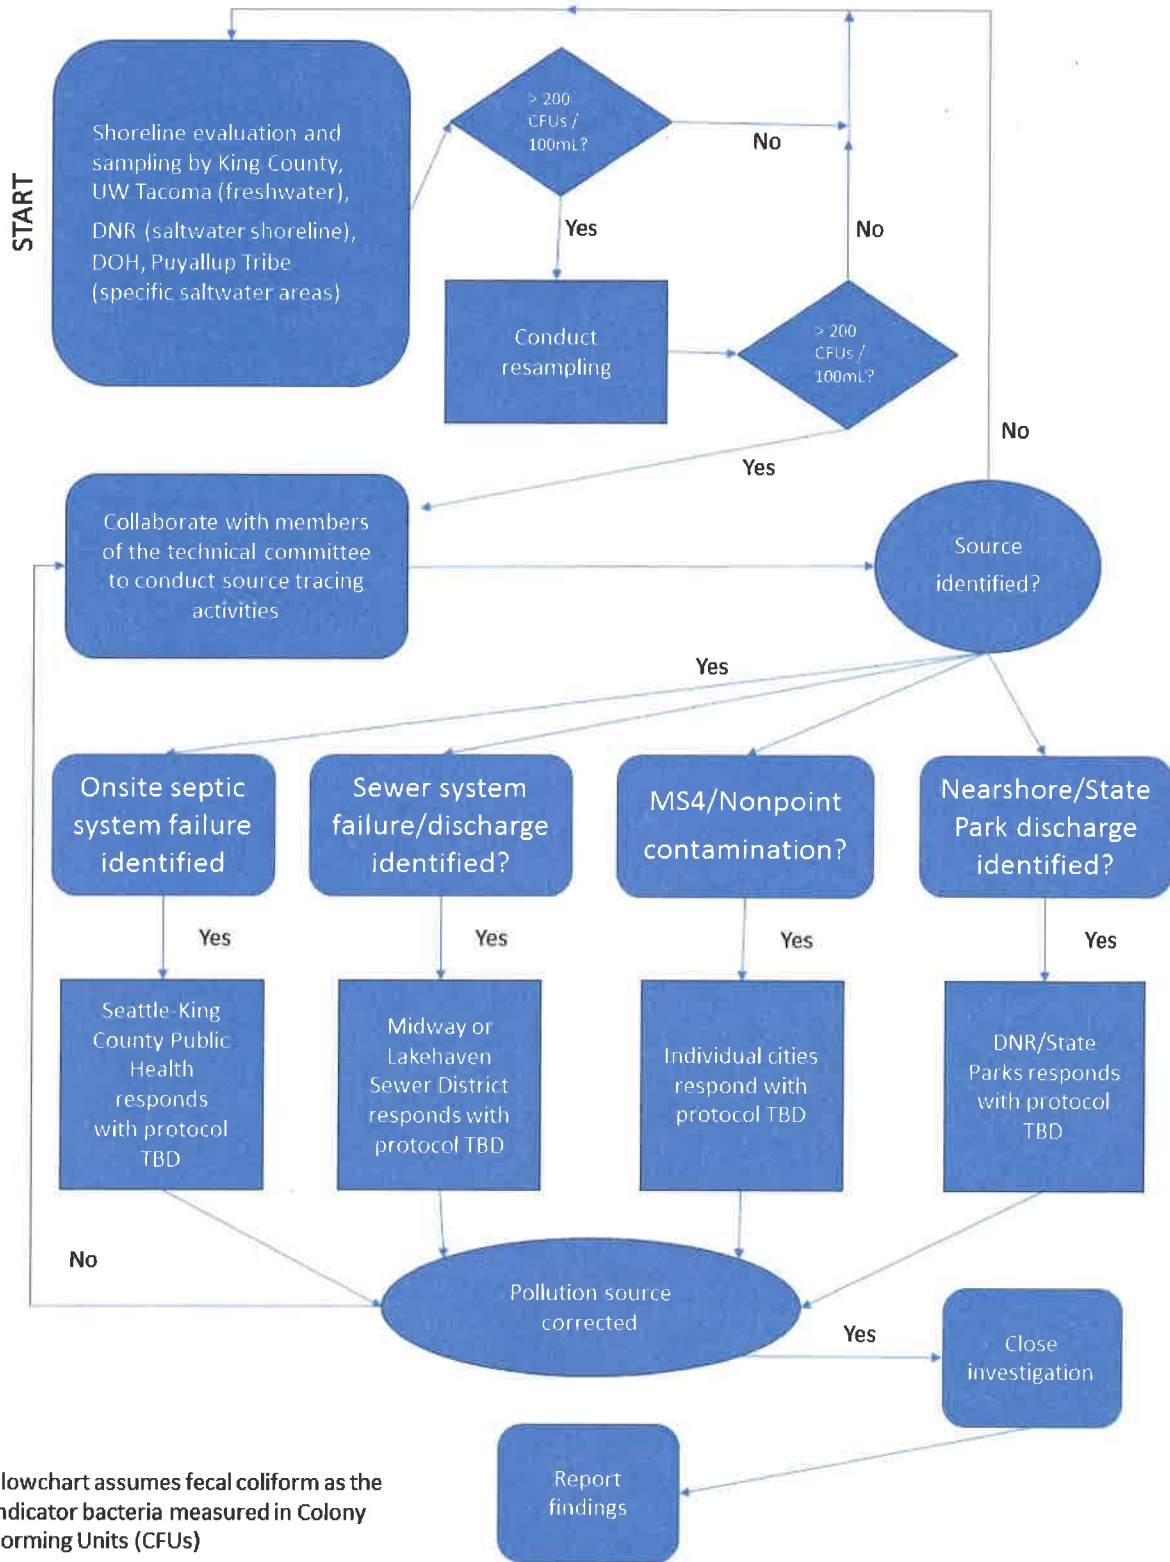 START
Shoreline evaluation and
sampling by King County,
UW Tacoma (freshwater),
DNR (saltwater shoreline),
DOH, Puyallup Tribe
(specific saltwater areas)
> 200
CFUs /
100mL?
No
Yes
Conduct
resampling
> 200
CFUs /
100mL?
No
Yes
No
Collaborate with members
of the technical committee
to conduct source tracing
activities
Source
identified?
Yes
Onsite septic
system failure
identified
Sewer system
failure/discharge
identified?
MS4/Nonpoint
contamination?
Nearshore/State
Park discharge
identified?
Yes
Yes
Yes
Yes
Seattle-King
County Public
Health
responds
with protocol
TBD
Midway or
Lakehaven
Sewer District
responds with
protocol TBD
Individual cities
respond with
protocol TBD
DNR/State
Parks responds
with protocol
TBD
No
Pollution source
corrected
Yes
Close
investigation
Report
findings
lowchart assumes fecal coliform as the
ndicator bacteria measured in Colony
orming Units (CFUs)